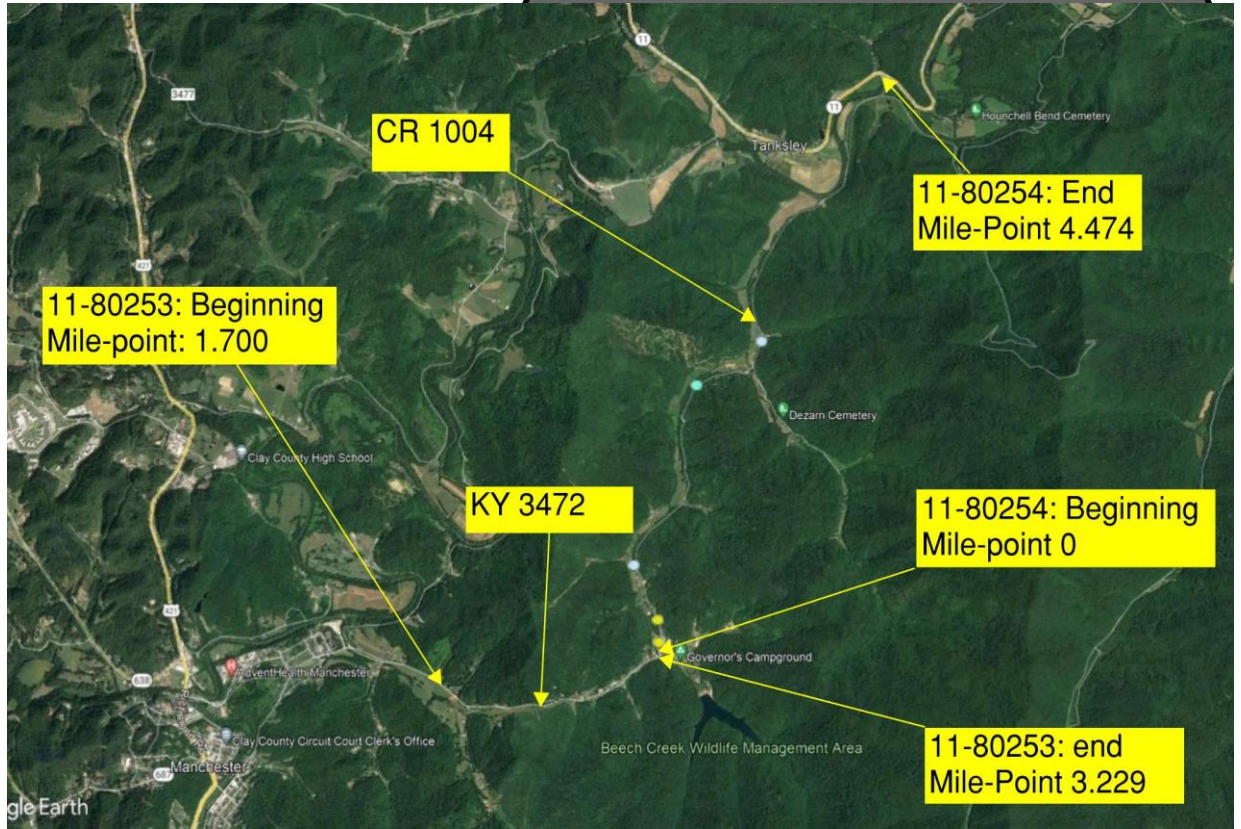 11
3477
CR 1004
11
Hounchell Bend Cemetery
Tanksley
11-80254: End
Mile-Point 4.474
421
11-80253: Beginning
Mile-point: 1.700
Dezarn Cemetery
Clay County High School
KY 3472
11-80254: Beginning
Mile-point 0
421
Governor's Campground
AdventHealth Manchester
638
Clay County Circuit Court Clerk's Office
Beech Creek Wildlife Management Area
11-80253: end
Mile-Point 3.229
Manchester
687
gle Earth